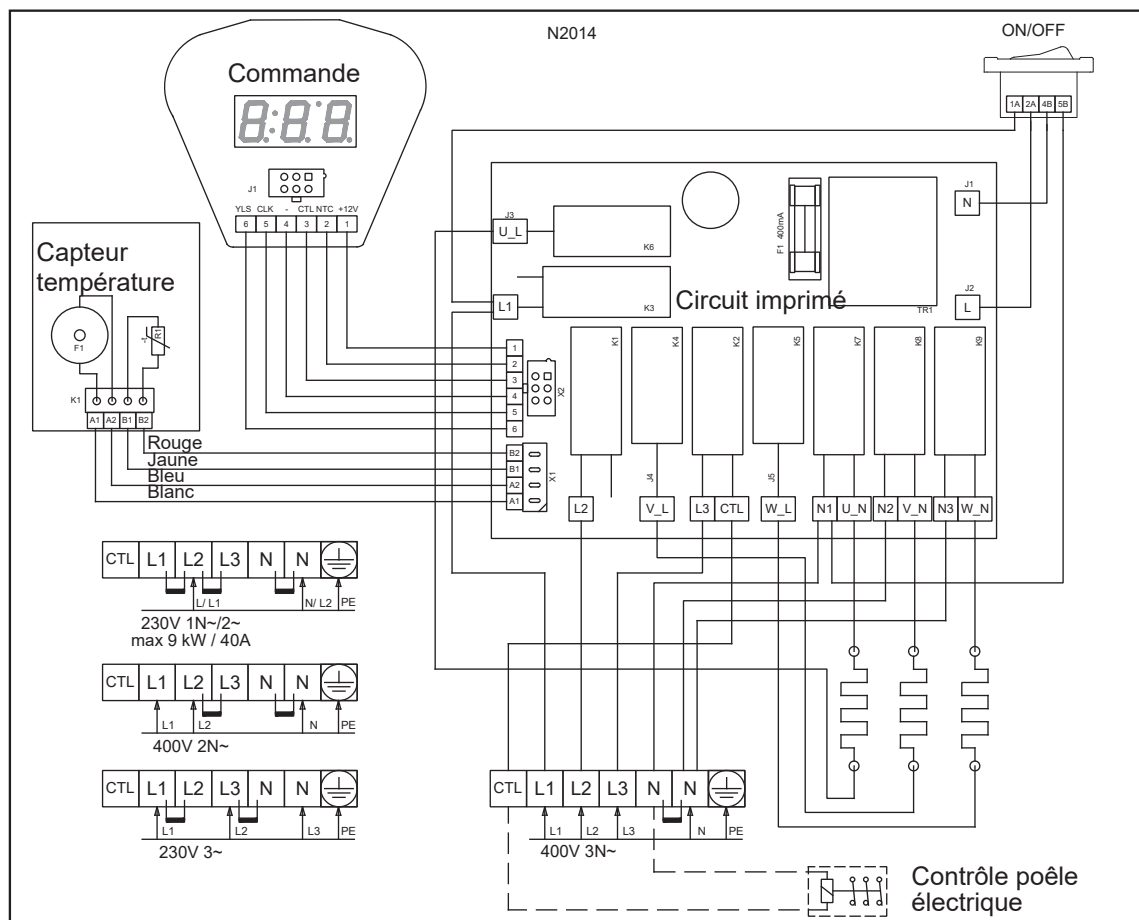 N2014
ON/OFF
Commande
8:8'8
1A 2A 4B 5B
J1
YLS CLK - CTL NTC +12V
6 5 4 3 2 1
J1
N
J3
U_L
K6
F1 400mA
Capteur
température
F1
R1
-t
L1
K3
Circuit imprimé
TR1
J2
L
K1
A1 A2 B1 B2
1
2
3
4
5
6
X2
K1
K4
K2
K5
K7
K8
K9
Rouge
Jaune
Bleu
Blanc
B2
B1
A2
A1
X1
J4
J5
L2
V_L
L3 CTL
W_L
N1 U_N
N2 V_N
N3 W_N
CTL L1 L2 L3 N N
L/ L1 N/ L2 PE
230V 1N~/2~
max 9 kW / 40A
CTL L1 L2 L3 N N
L1 L2 N PE
400V 2N~
CTL L1 L2 L3 N N
L1 L2 L3 PE
230V 3~
CTL L1 L2 L3 N N
L1 L2 L3 N PE
400V 3N~
Contrôle poêle
électrique